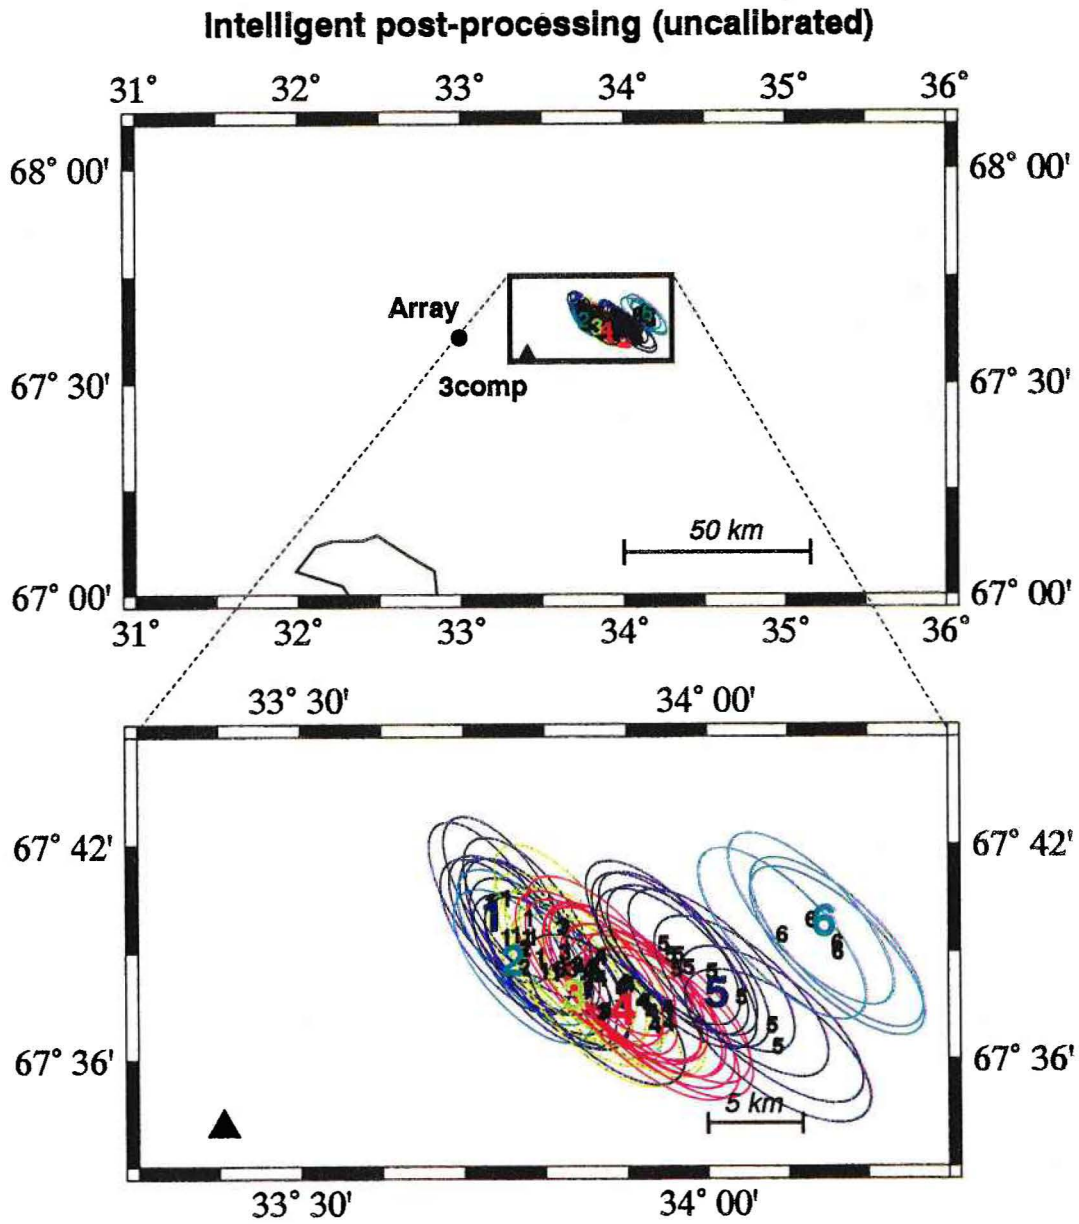 Intelligent post-processing (uncalibrated)
31° 32° 33° 34° 35° 36°
68° 00' 68° 00'
Array
3comp
67° 30' 67° 30'
50 km
67° 00' 67° 00'
31° 32° 33° 34° 35° 36°
33° 30' 34° 00'
67° 42' 67° 42'
1
2
3
4
5
6
67° 36' 67° 36'
5 km
33° 30' 34° 00'